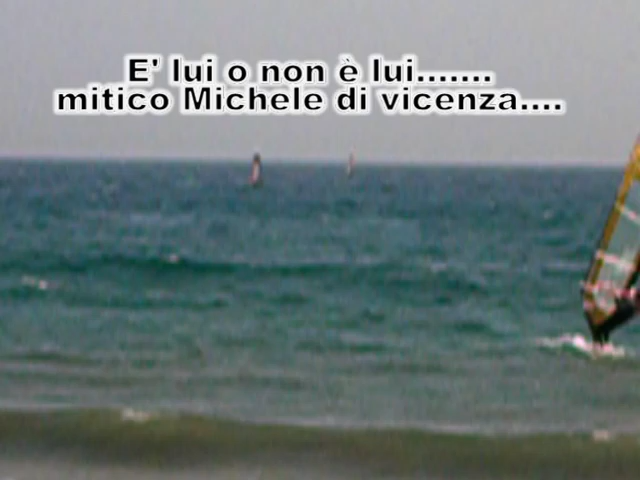 E' lui o non è lui.......
mitico Michele di vicenza....